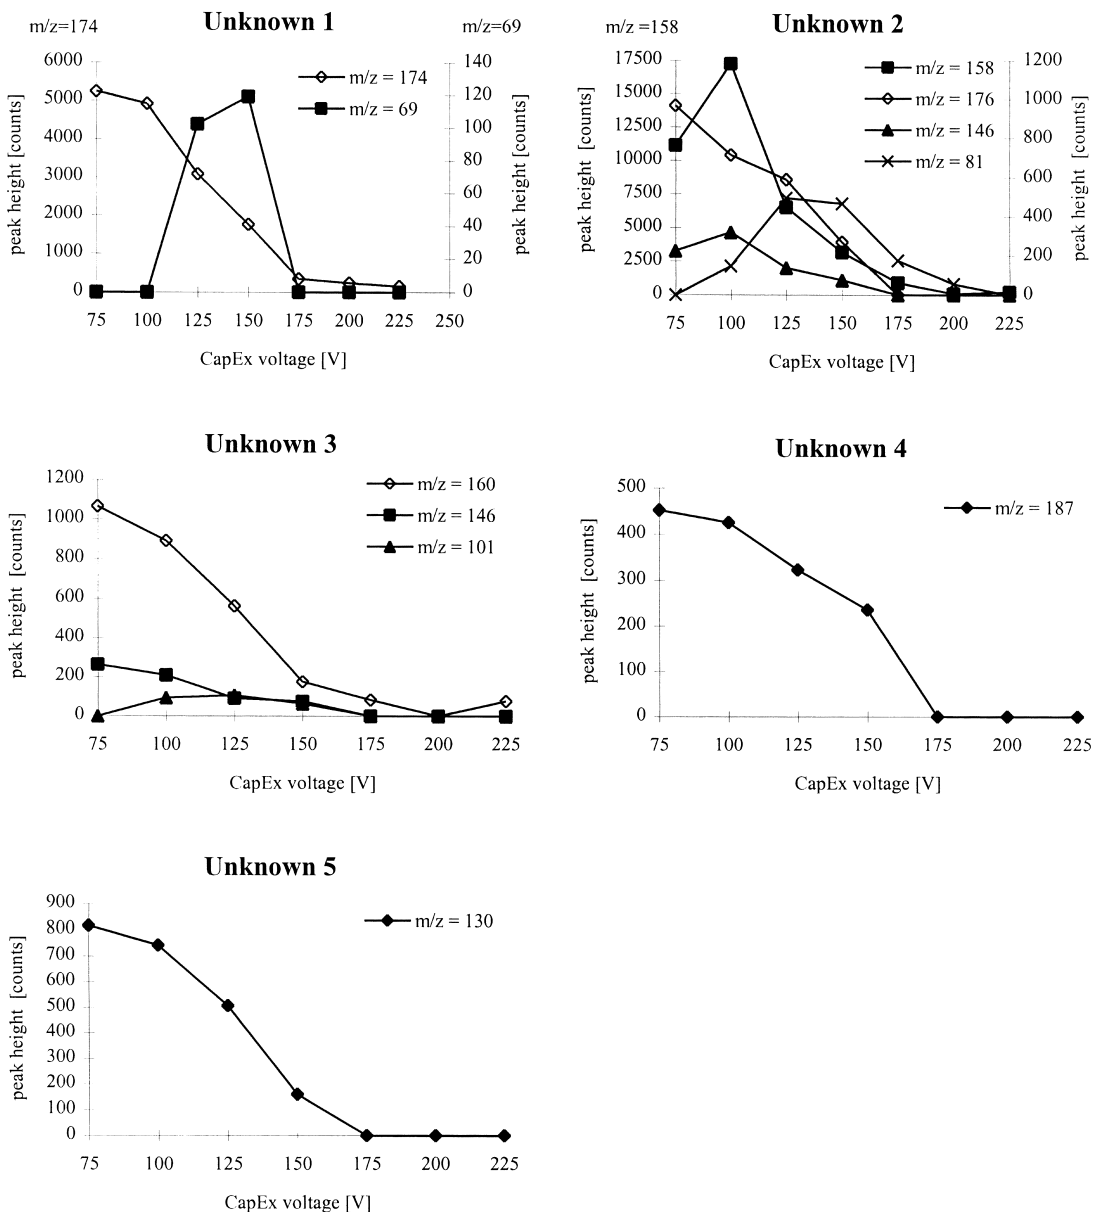 m/z=174
Unknown 1
m/z=69
6000
5000
4000
3000
2000
1000
0
140
120
100
80
60
40
20
0
peak height [counts]
peak height [counts]
m/z = 174
m/z = 69
75 100 125 150 175 200 225 250
CapEx voltage [V]
m/z =158
Unknown 2
17500
15000
12500
10000
7500
5000
2500
0
1200
1000
800
600
400
200
0
peak height [counts]
peak height [counts]
m/z = 158
m/z = 176
m/z = 146
m/z = 81
75 100 125 150 175 200 225
CapEx voltage [V]
Unknown 3
1200
1000
800
600
400
200
0
peak height [counts]
m/z = 160
m/z = 146
m/z = 101
75 100 125 150 175 200 225
CapEx voltage [V]
Unknown 4
500
400
300
200
100
0
peak height [counts]
m/z = 187
75 100 125 150 175 200 225
CapEx voltage [V]
Unknown 5
900
800
700
600
500
400
300
200
100
0
peak height [counts]
m/z = 130
75 100 125 150 175 200 225
CapEx voltage [V]